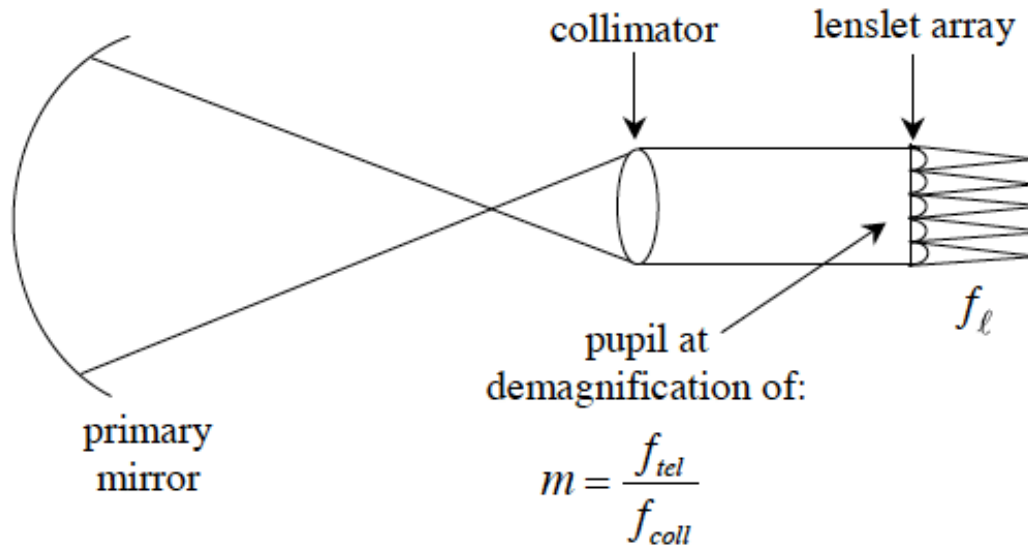 collimator
lenslet array
f_ℓ
pupil at
demagnification of:
m = f_tel / f_coll
primary
mirror